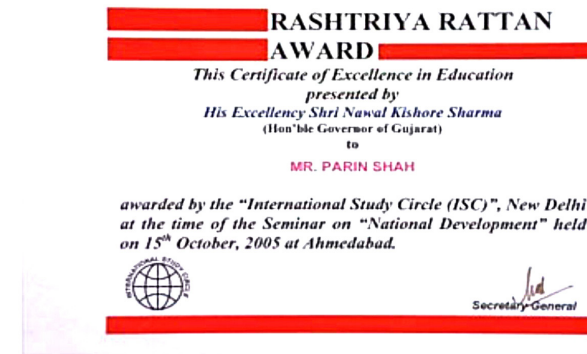 RASHTRIYA RATTAN
AWARD
This Certificate of Excellence in Education
presented by
His Excellency Shri Nawal Kishore Sharma
(Hon'ble Governor of Gujarat)
to
MR. PARIN SHAH
awarded by the “International Study Circle (ISC)”, New Delhi
at the time of the Seminar on “National Development” held
on 15th October, 2005 at Ahmedabad.
INTERNATIONAL STUDY CIRCLE
Secretary General